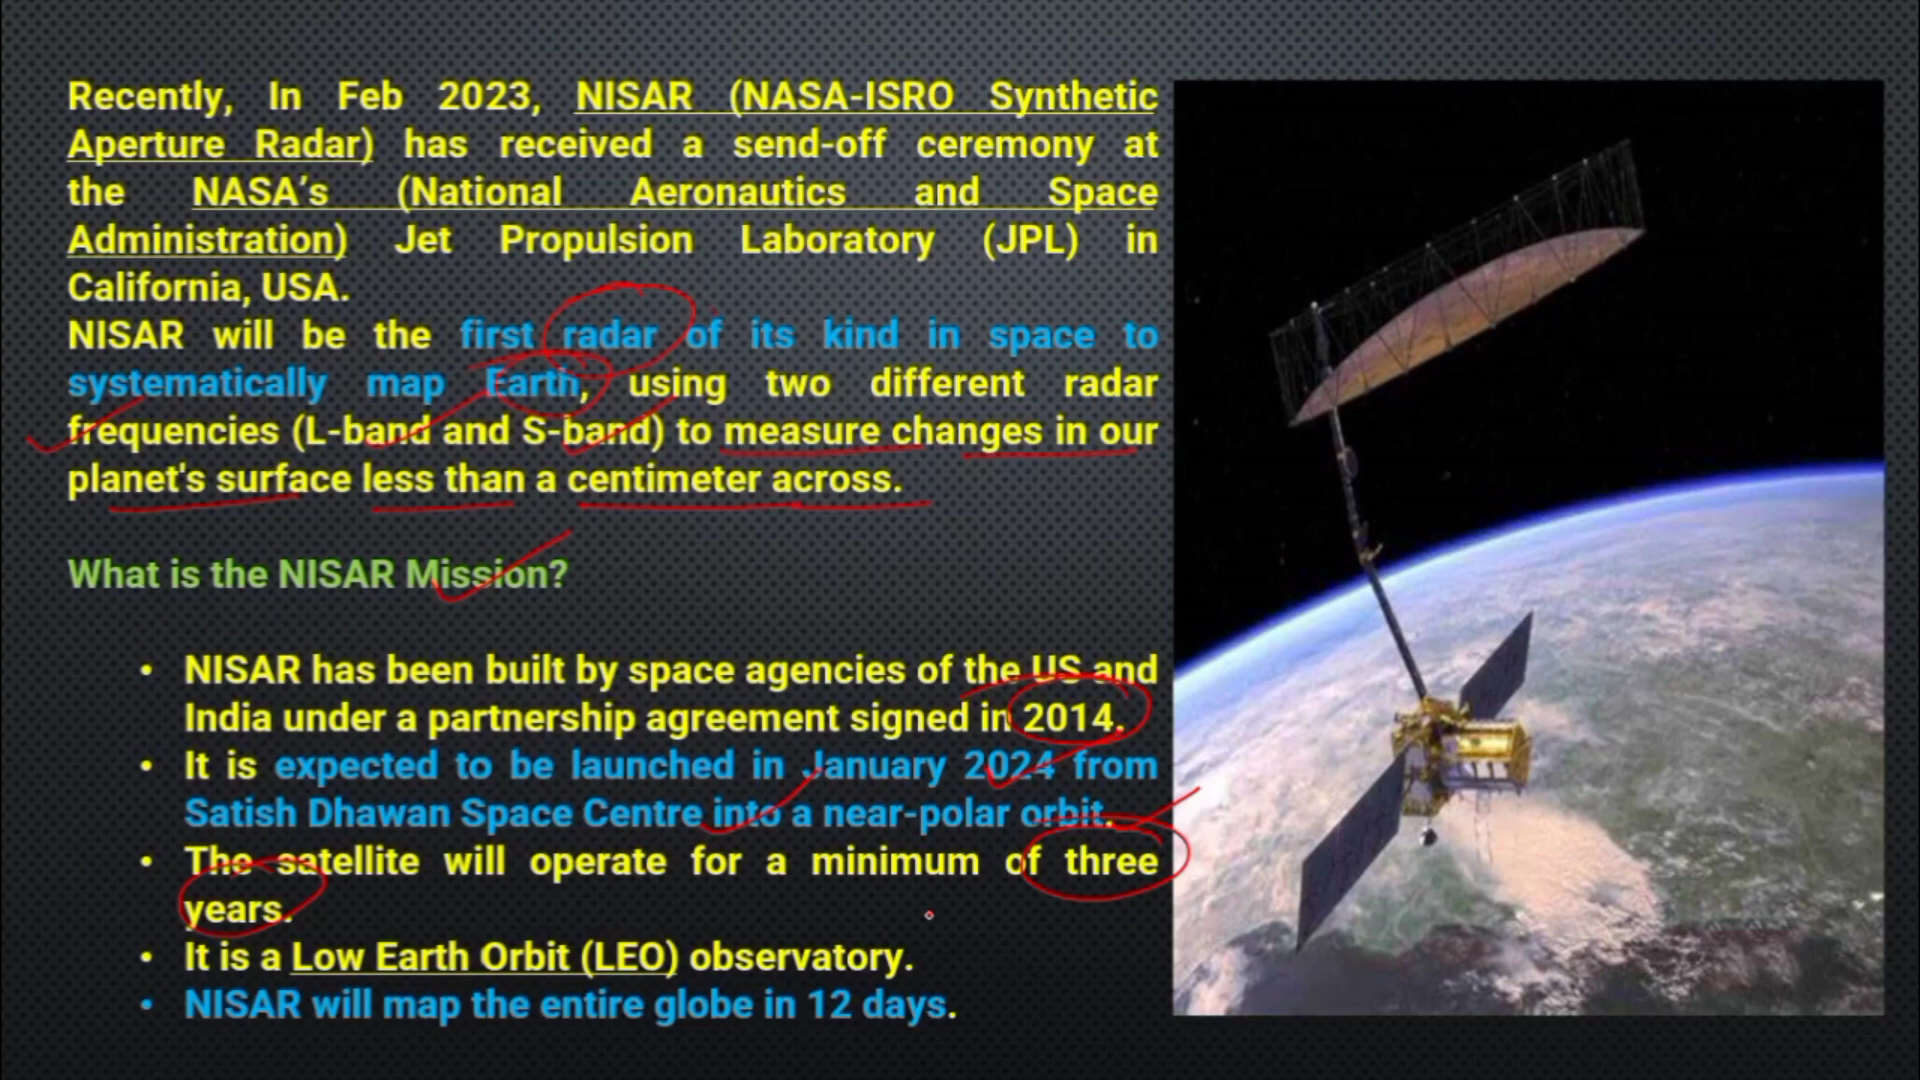 Recently, In Feb 2023, NISAR (NASA-ISRO Synthetic
Aperture Radar) has received a send-off ceremony at
the NASA’s (National Aeronautics and Space
Administration) Jet Propulsion Laboratory (JPL) in
California, USA.
NISAR will be the first radar of its kind in space to
systematically map Earth, using two different radar
frequencies (L-band and S-band) to measure changes in our
planet's surface less than a centimeter across.
What is the NISAR Mission?
• NISAR has been built by space agencies of the US and
India under a partnership agreement signed in 2014.
• It is expected to be launched in January 2024 from
Satish Dhawan Space Centre into a near-polar orbit.
• The satellite will operate for a minimum of three
years.
• It is a Low Earth Orbit (LEO) observatory.
• NISAR will map the entire globe in 12 days.